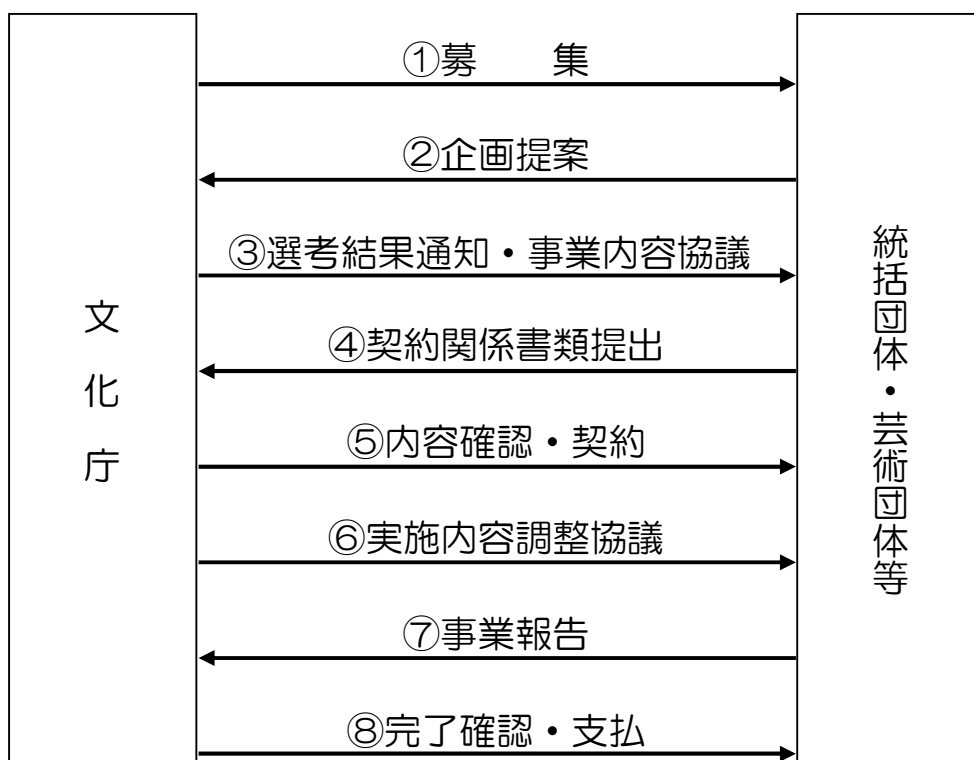 文化庁
①募　　集
②企画提案
③選考結果通知・事業内容協議
④契約関係書類提出
⑤内容確認・契約
⑥実施内容調整協議
⑦事業報告
⑧完了確認・支払
統括団体・芸術団体等